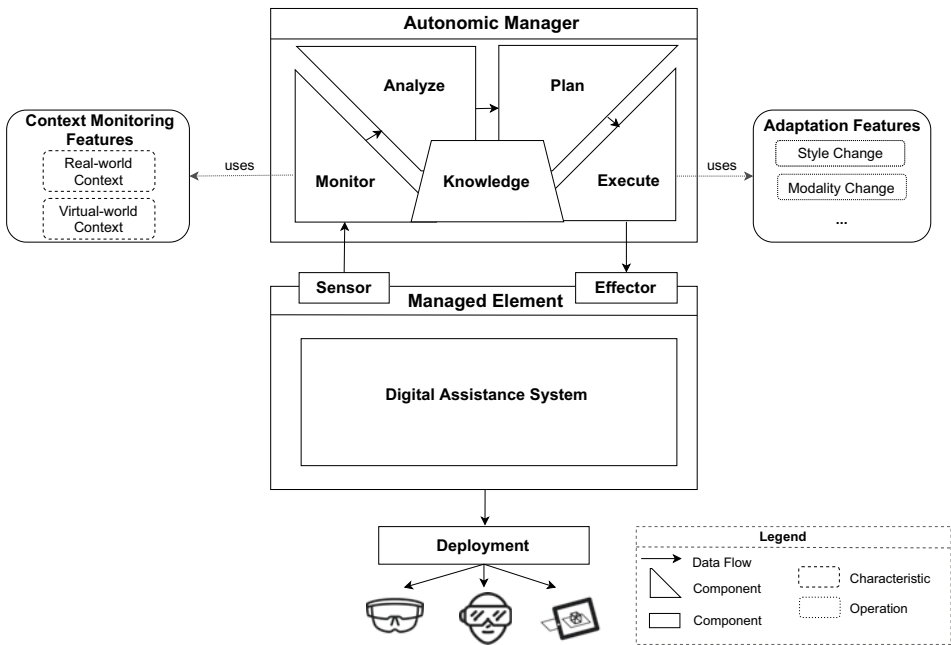 Autonomic Manager
Analyze
Plan
Monitor
Knowledge
Execute
Context Monitoring
Features
Real-world
Context
Virtual-world
Context
uses
uses
Adaptation Features
Style Change
Modality Change
...
Sensor
Effector
Managed Element
Digital Assistance System
Deployment
Legend
Data Flow
Component
Component
Characteristic
Operation